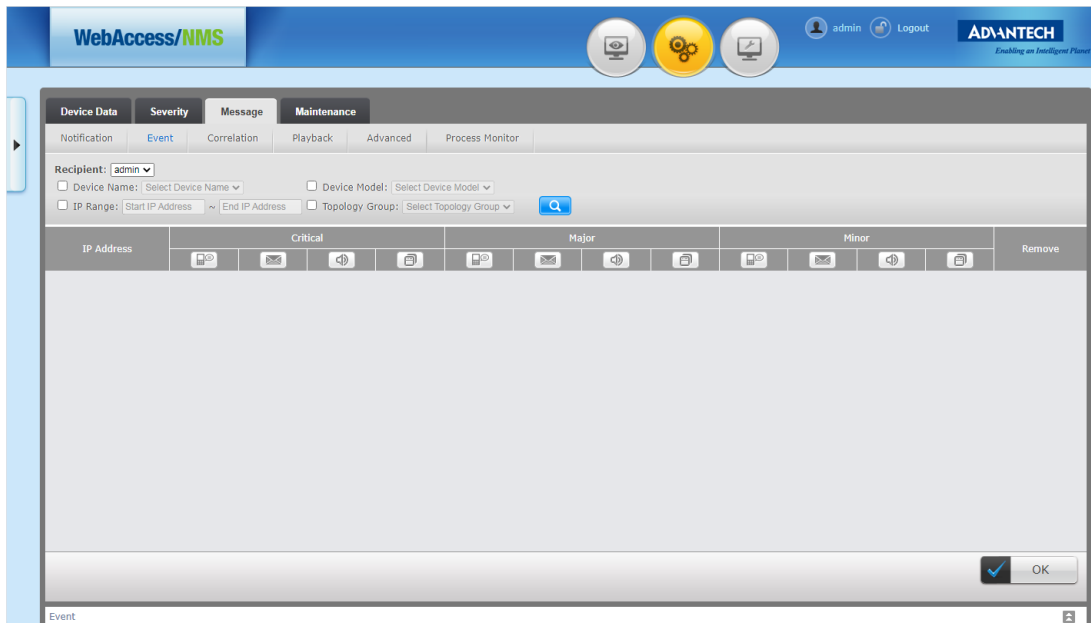 WebAccess/NMS
admin Logout
ADVANTECH
Enabling an Intelligent Planet
Device Data Severity Message Maintenance
Notification Event Correlation Playback Advanced Process Monitor
Recipient: admin
Device Name: Select Device Name Device Model: Select Device Model
IP Range: Start IP Address ~ End IP Address Topology Group: Select Topology Group
IP Address Critical Major Minor Remove
OK
Event